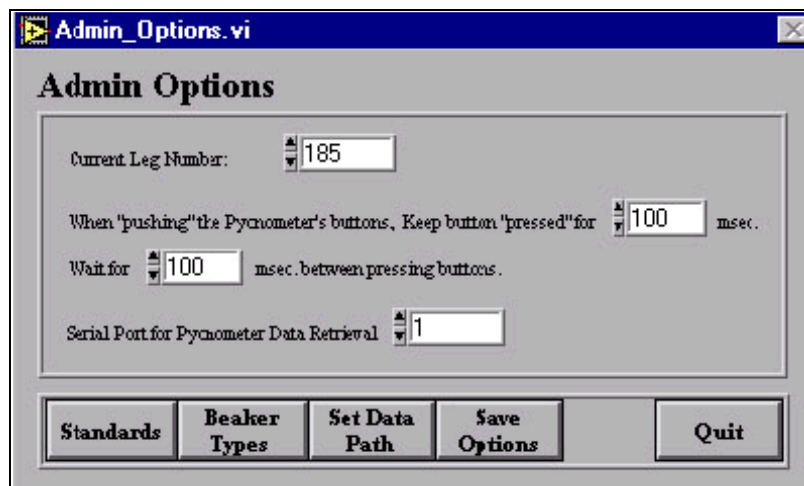 Admin_Options.vi
Admin Options
Current Leg Number: 185
When "pushing" the Pycnometer's buttons, Keep button "pressed" for 100 msec.
Wait for 100 msec. between pressing buttons.
Serial Port for Pycnometer Data Retrieval 1
Standards
Beaker
Types
Set Data
Path
Save
Options
Quit